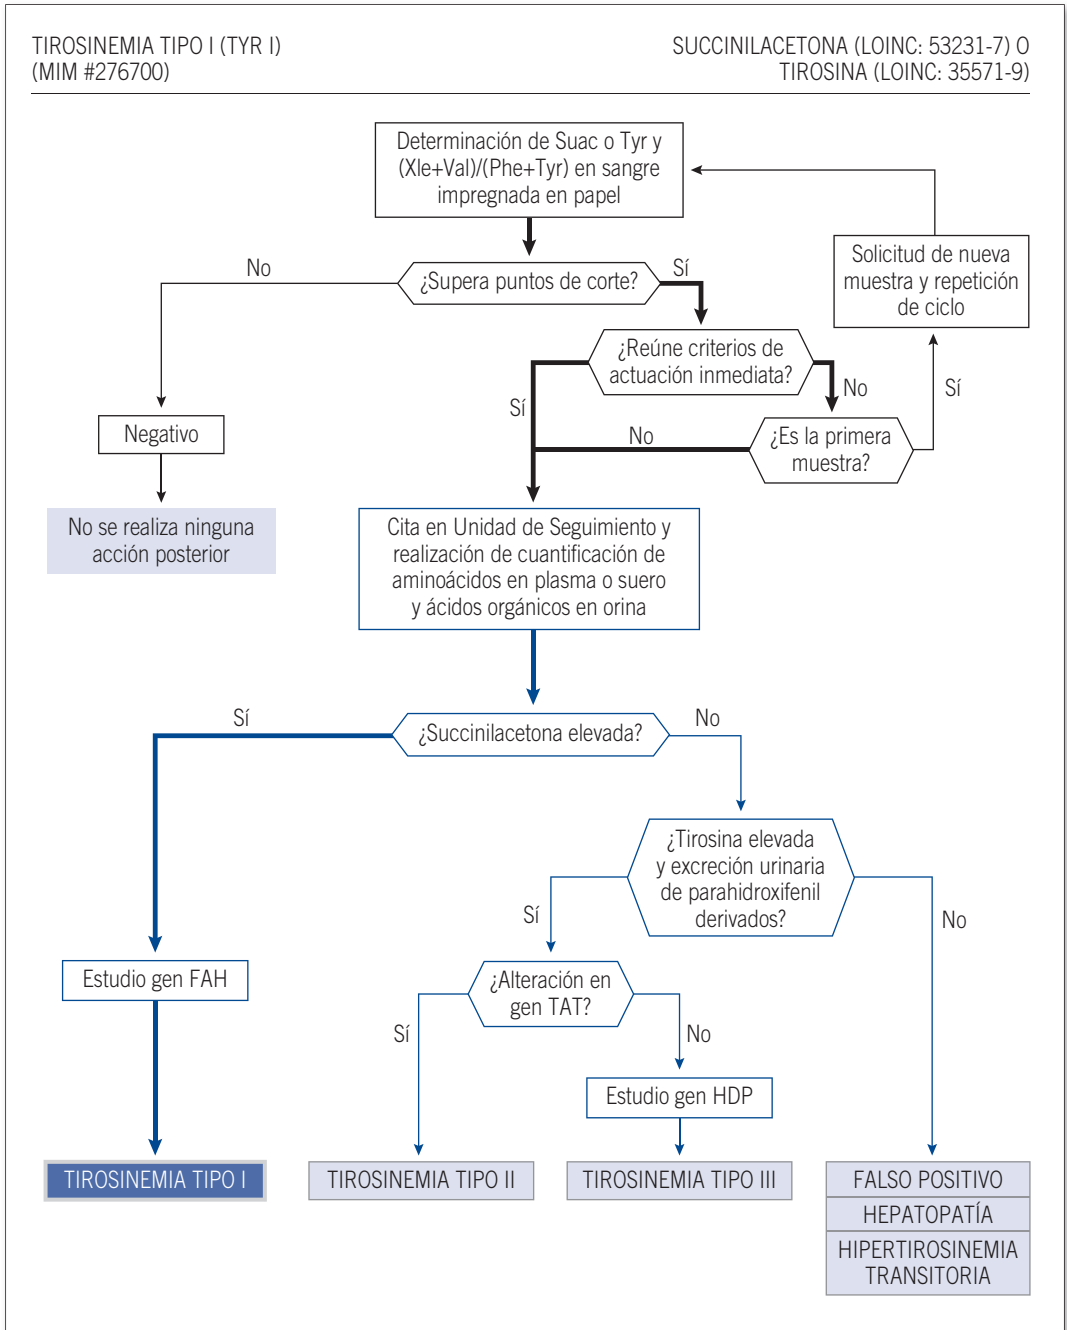 TIROSINEMIA TIPO I (TYR I)
(MIM #276700)
SUCCINILACETONA (LOINC: 53231-7) O
TIROSINA (LOINC: 35571-9)
Determinación de Suac o Tyr y
(Xle+Val)/(Phe+Tyr) en sangre
impregnada en papel
Solicitud de nueva
muestra y repetición
de ciclo
No
¿Supera puntos de corte?
Sí
¿Reúne criterios de
actuación inmediata?
Sí
No
Sí
Negativo
No
¿Es la primera
muestra?
No se realiza ninguna
acción posterior
Cita en Unidad de Seguimiento y
realización de cuantificación de
aminoácidos en plasma o suero
y ácidos orgánicos en orina
Sí
¿Succinilacetona elevada?
No
¿Tirosina elevada
y excreción urinaria
de parahidroxifenil
derivados?
Sí
No
Estudio gen FAH
¿Alteración en
gen TAT?
Sí
No
Estudio gen HDP
TIROSINEMIA TIPO I
TIROSINEMIA TIPO II
TIROSINEMIA TIPO III
FALSO POSITIVO
HEPATOPATÍA
HIPERTIROSINEMIA
TRANSITORIA